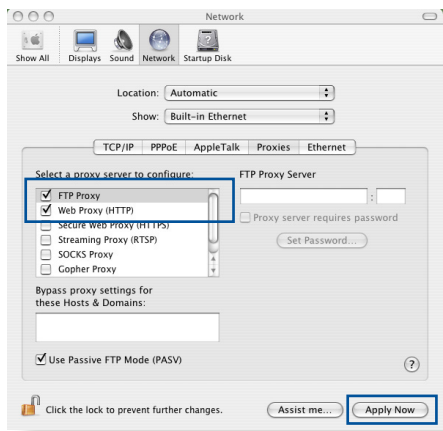 Network
Show All Displays Sound Network Startup Disk
Location: Automatic
Show: Built-in Ethernet
TCP/IP PPPoE AppleTalk Proxies Ethernet
Select a proxy server to configure: FTP Proxy Server
FTP Proxy
:
Web Proxy (HTTP)
Proxy server requires password
Secure Web Proxy (HTTPS)
Streaming Proxy (RTSP) Set Password...
SOCKS Proxy
Gopher Proxy
Bypass proxy settings for
these Hosts & Domains:
Use Passive FTP Mode (PASV) ?
Click the lock to prevent further changes. Assist me... Apply Now